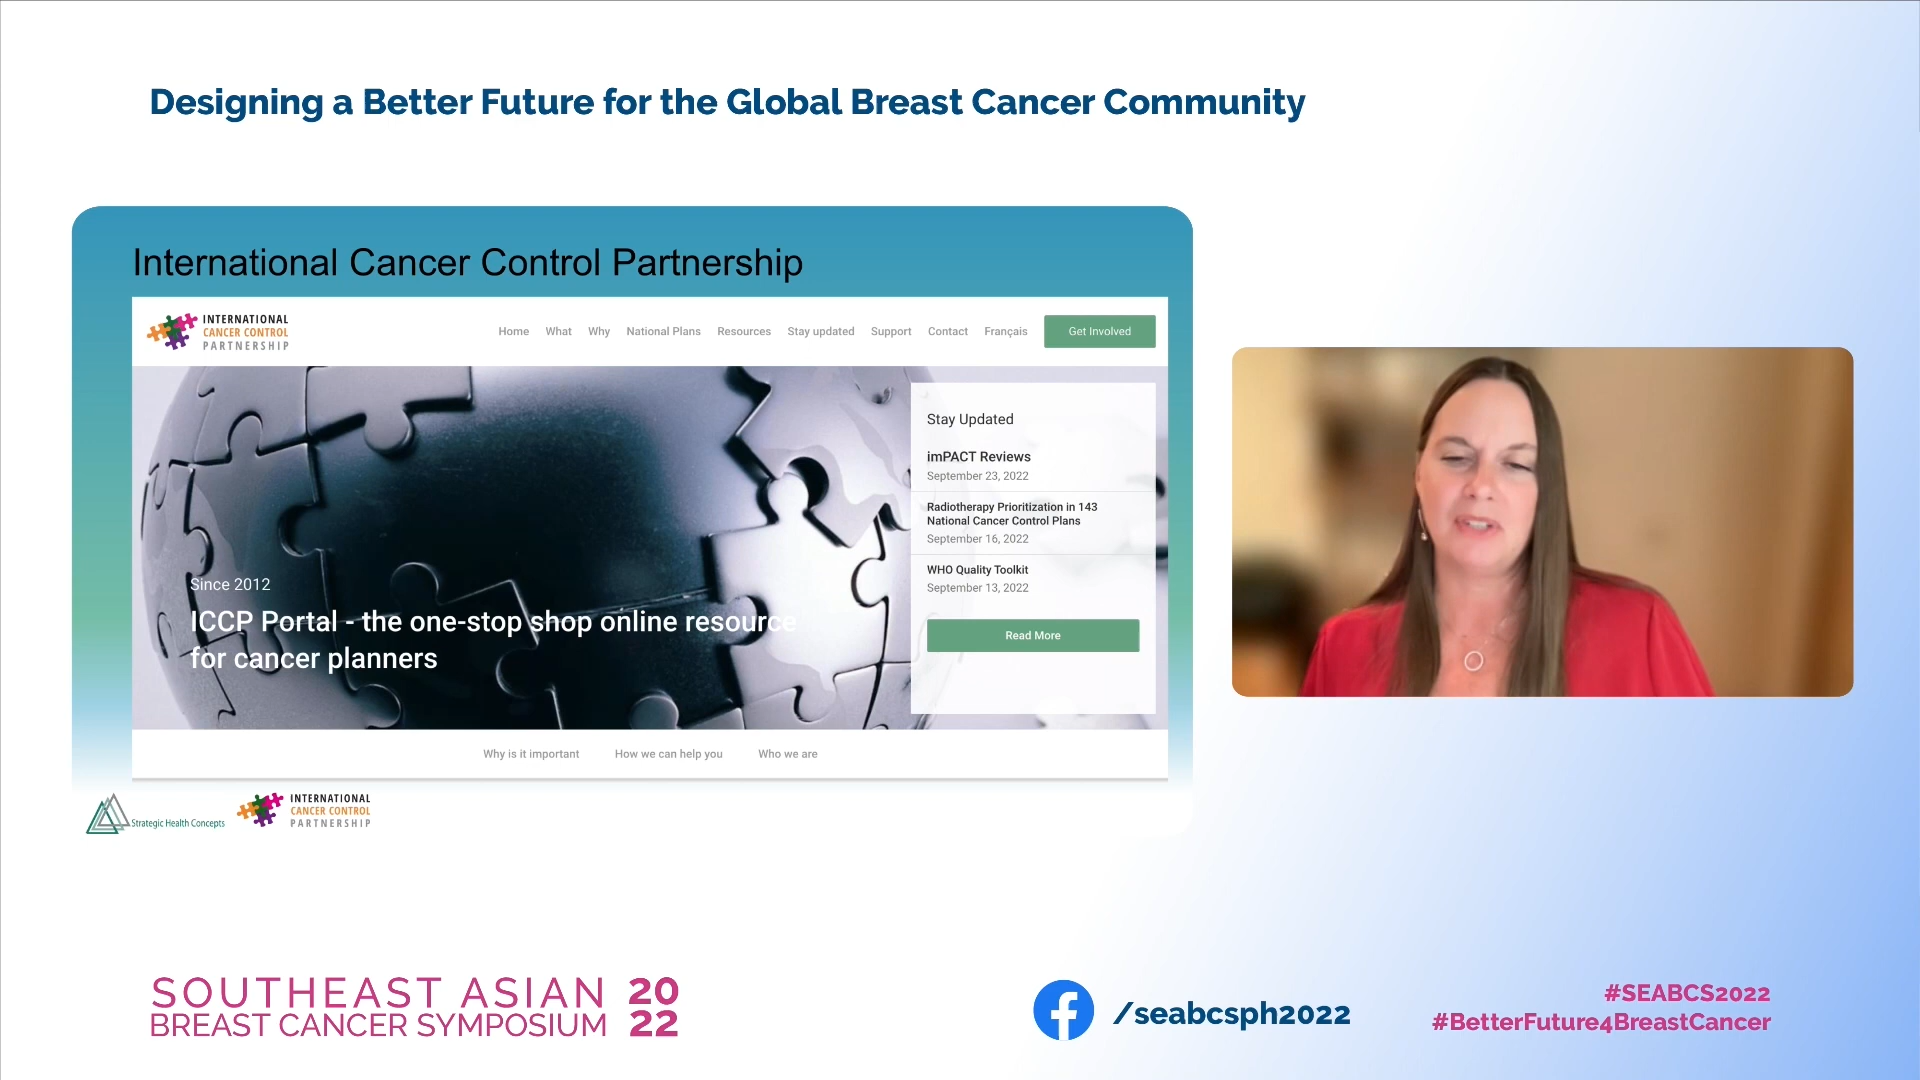 Designing a Better Future for the Global Breast Cancer Community
International Cancer Control Partnership
INTERNATIONAL
CANCER CONTROL
PARTNERSHIP
Home What Why National Plans Resources Stay updated Support Contact Français Get Involved
Since 2012
ICCP Portal - the one-stop shop online resource
for cancer planners
Stay Updated
imPACT Reviews
September 23, 2022
Radiotherapy Prioritization in 143
National Cancer Control Plans
September 16, 2022
WHO Quality Toolkit
September 13, 2022
Read More
Why is it important How we can help you Who we are
Strategic Health Concepts
INTERNATIONAL
CANCER CONTROL
PARTNERSHIP
SOUTHEAST ASIAN 20
BREAST CANCER SYMPOSIUM 22
/seabcsph2022
#SEABCS2022
#BetterFuture4BreastCancer